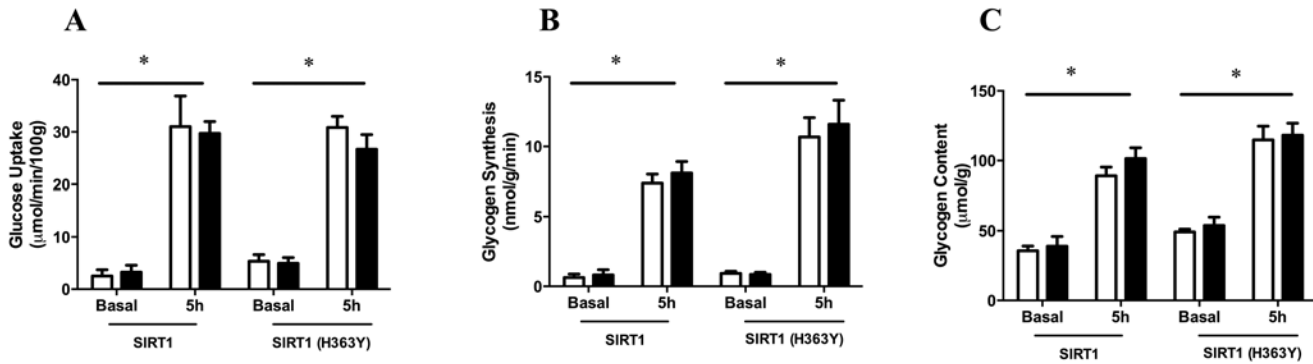 A
Glucose Uptake
(μmol/min/100g)
40
30
20
10
0
*
*
Basal
5h
Basal
5h
SIRT1
SIRT1 (H363Y)
B
Glycogen Synthesis
(nmol/g/min)
15
10
5
0
*
*
Basal
5h
Basal
5h
SIRT1
SIRT1 (H363Y)
C
Glycogen Content
(μmol/g)
150
100
50
0
*
*
Basal
5h
Basal
5h
SIRT1
SIRT1 (H363Y)